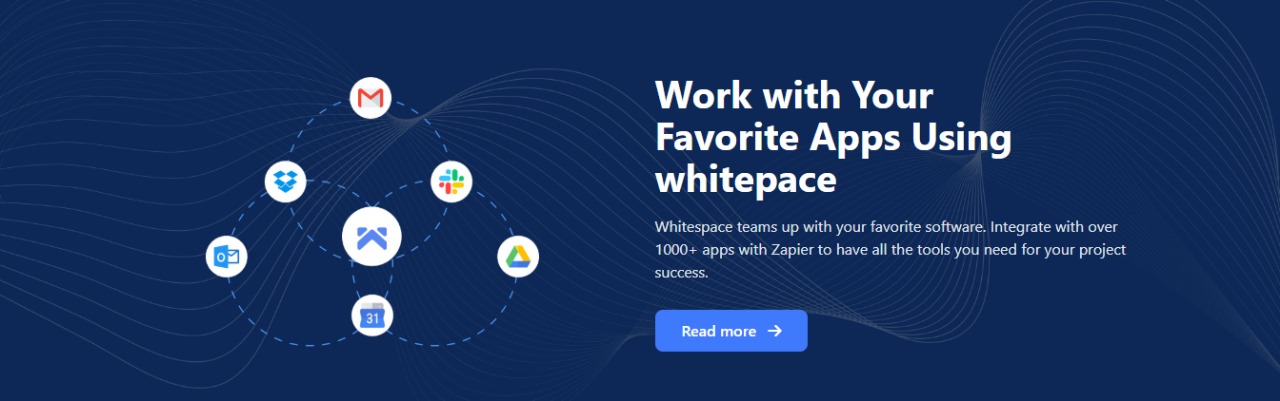 Work with Your
Favorite Apps Using
whitepace
Whitespace teams up with your favorite software. Integrate with over
1000+ apps with Zapier to have all the tools you need for your project
success.
Read more
31